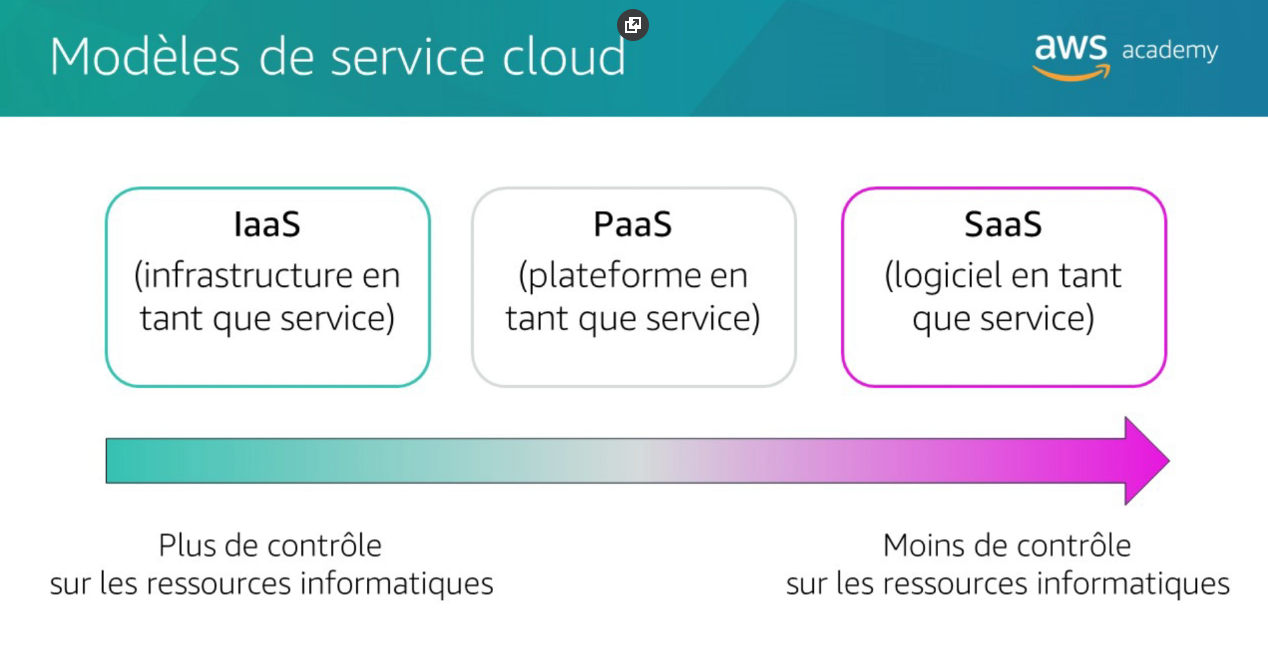 Modèles de service cloud
aws academy
IaaS
(infrastructure en
tant que service)
PaaS
(plateforme en
tant que service)
SaaS
(logiciel en tant
que service)
Plus de contrôle
sur les ressources informatiques
Moins de contrôle
sur les ressources informatiques